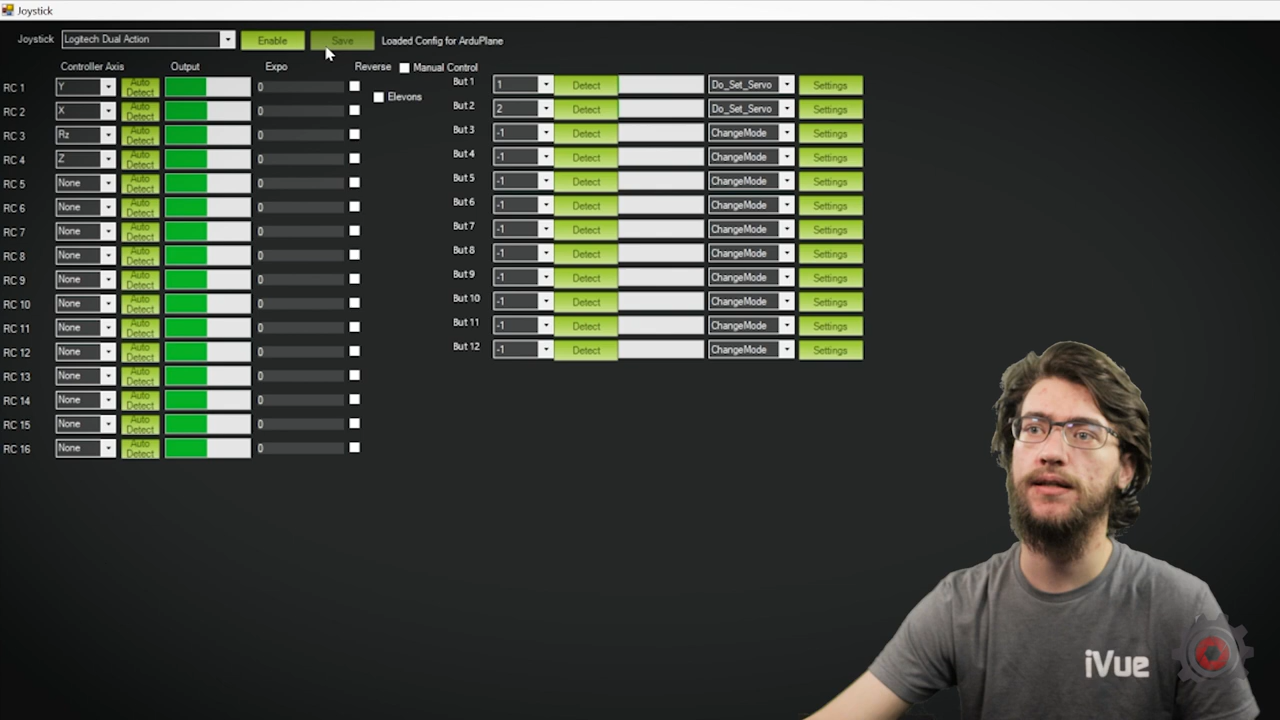 Joystick
Joystick Logitech Dual Action Enable Save Loaded Config for ArduPlane
Controller Axis Output Expo Reverse Manual Control
Elevons
RC 1 Y Auto Detect 0 But 1 1 Detect Do_Set_Servo Settings
RC 2 X Auto Detect 0 But 2 2 Detect Do_Set_Servo Settings
RC 3 Rz Auto Detect 0 But 3 -1 Detect ChangeMode Settings
RC 4 Z Auto Detect 0 But 4 -1 Detect ChangeMode Settings
RC 5 None Auto Detect 0 But 5 -1 Detect ChangeMode Settings
RC 6 None Auto Detect 0 But 6 -1 Detect ChangeMode Settings
RC 7 None Auto Detect 0 But 7 -1 Detect ChangeMode Settings
RC 8 None Auto Detect 0 But 8 -1 Detect ChangeMode Settings
RC 9 None Auto Detect 0 But 9 -1 Detect ChangeMode Settings
RC 10 None Auto Detect 0 But 10 -1 Detect ChangeMode Settings
RC 11 None Auto Detect 0 But 11 -1 Detect ChangeMode Settings
RC 12 None Auto Detect 0 But 12 -1 Detect ChangeMode Settings
RC 13 None Auto Detect 0
RC 14 None Auto Detect 0
RC 15 None Auto Detect 0
RC 16 None Auto Detect 0
iVue